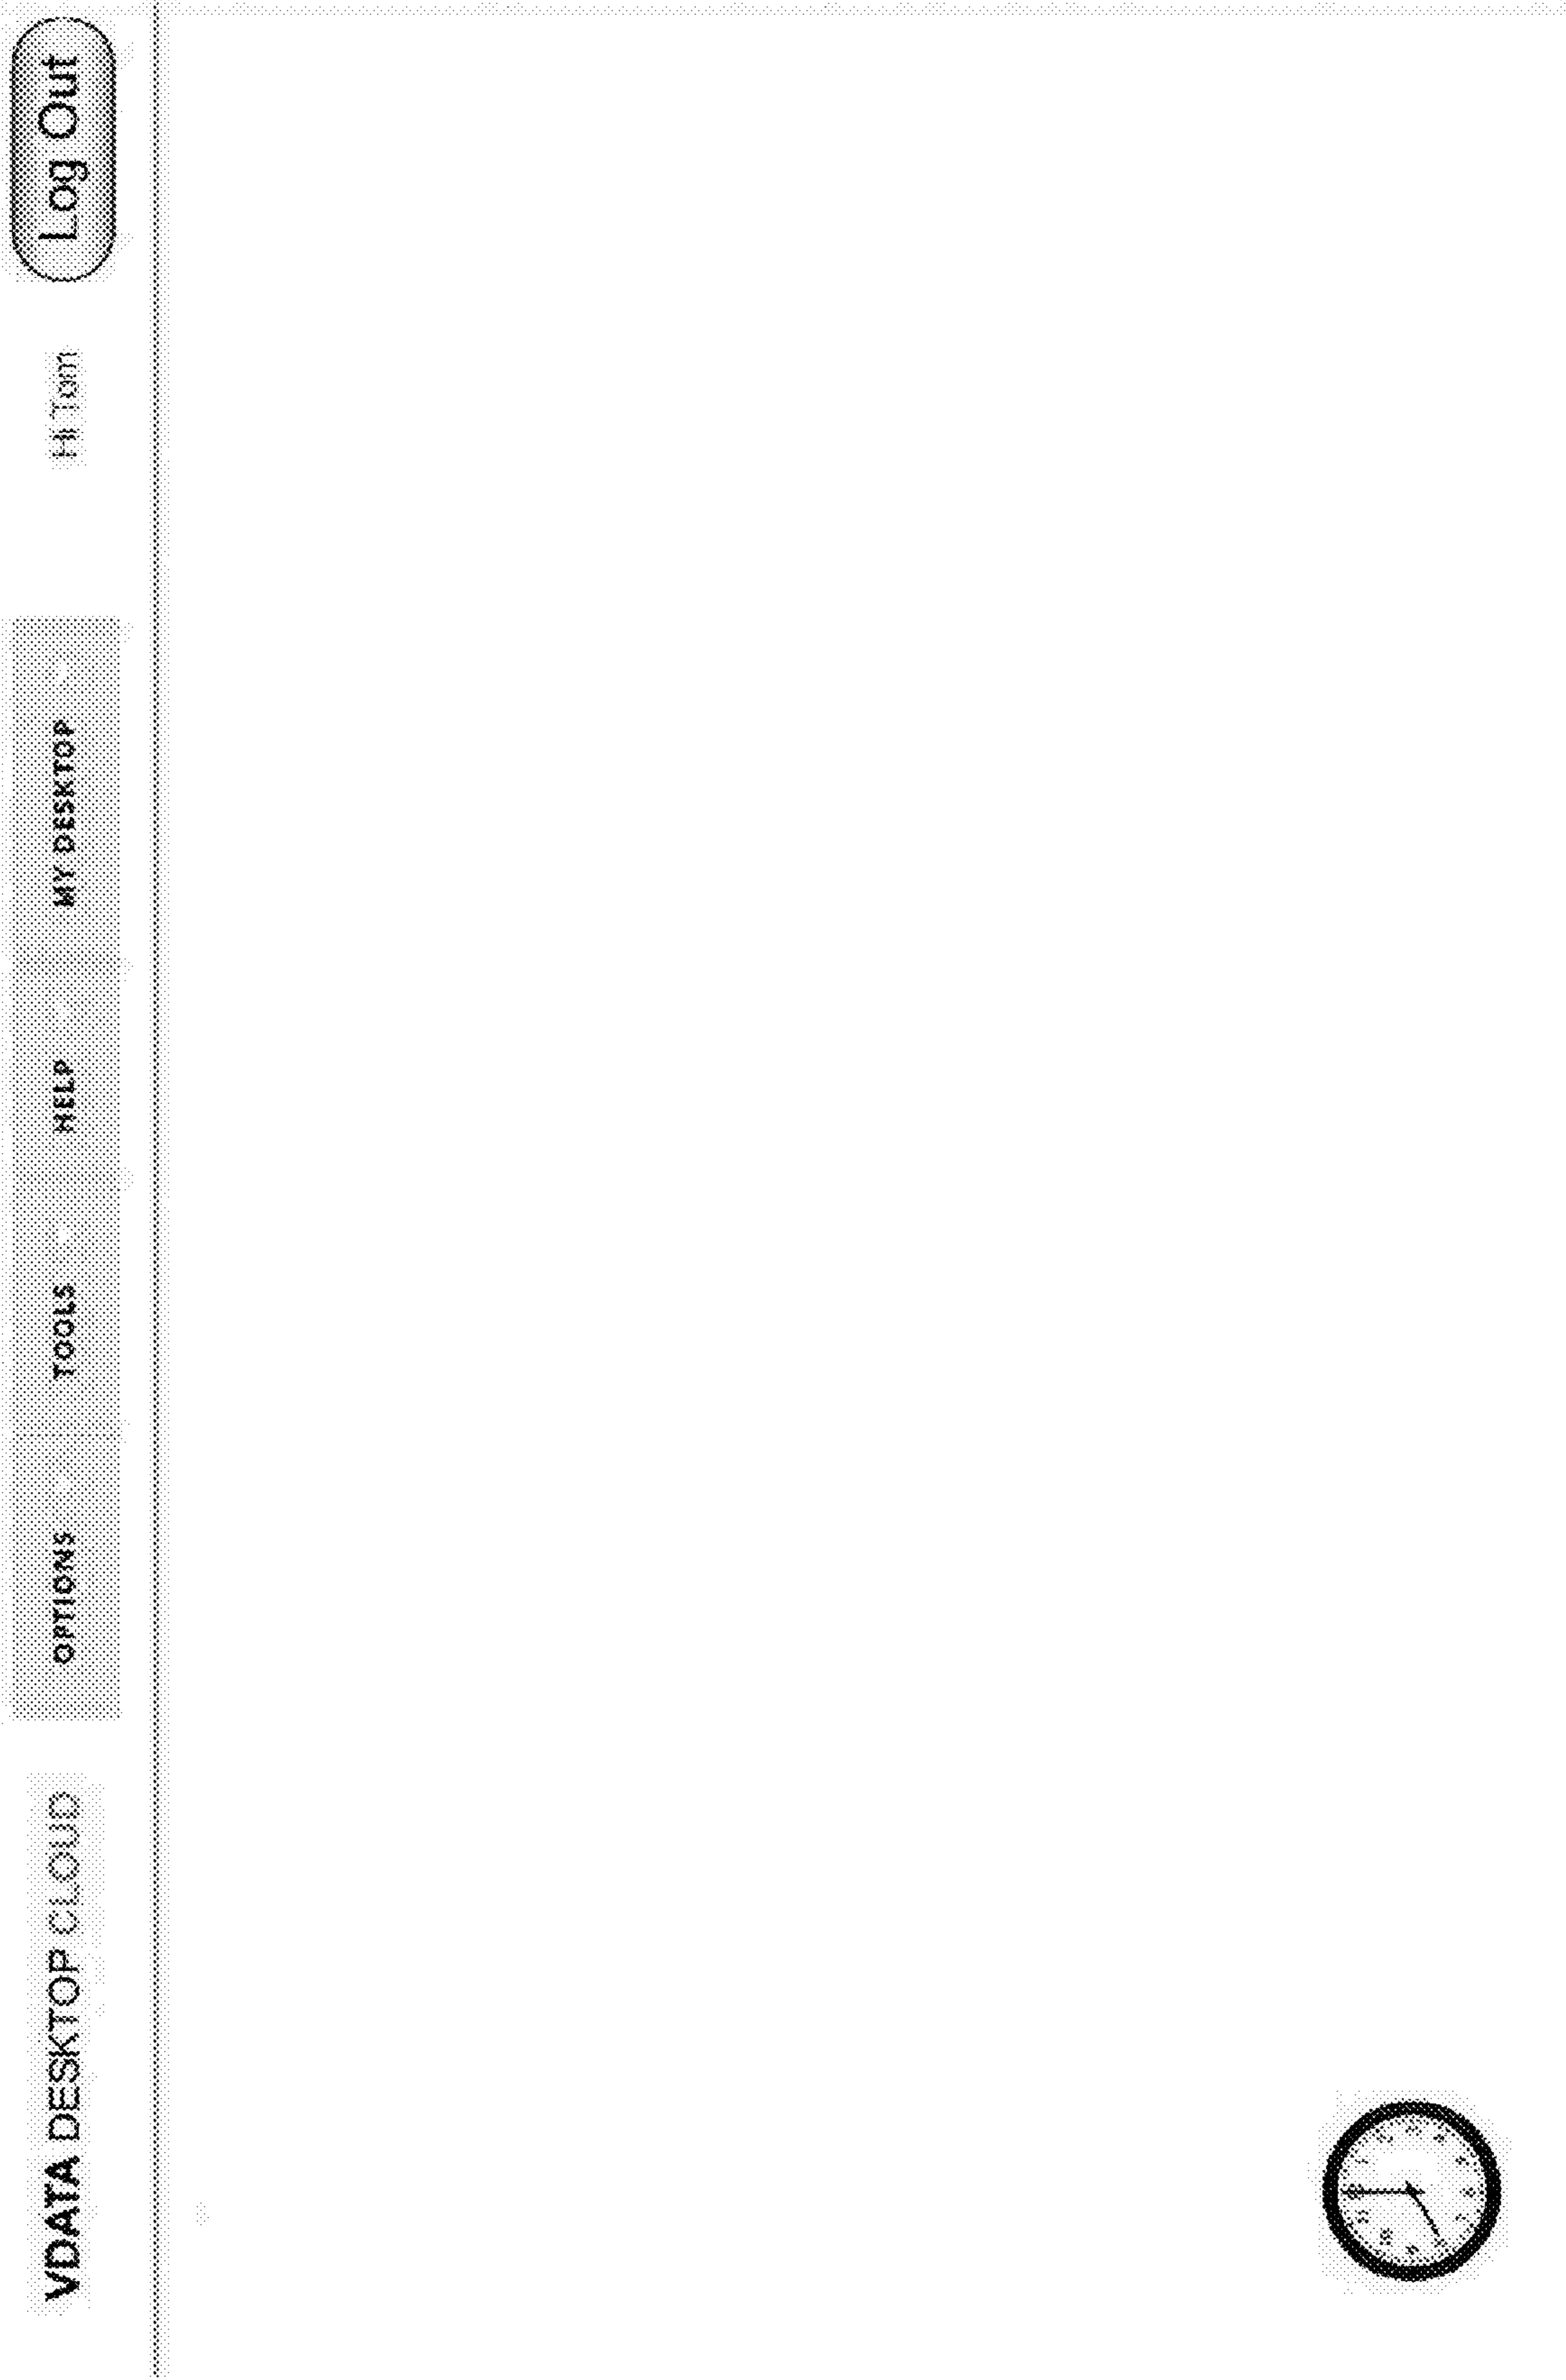 VDATA DESKTOP CLOUD
OPTIONS
TOOLS
HELP
MY DESKTOP
Hi Tom
Log Out